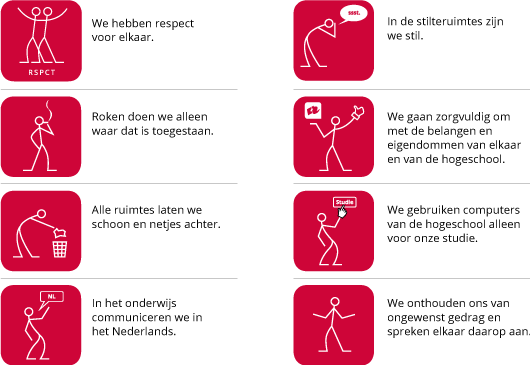 RSPCT
We hebben respect
voor elkaar.
Roken doen we alleen
waar dat is toegestaan.
Alle ruimtes laten we
schoon en netjes achter.
NL
In het onderwijs
communiceren we in
het Nederlands.
ssst.
In de stilteruimtes zijn
we stil.
We gaan zorgvuldig om
met de belangen en
eigendommen van elkaar
en van de hogeschool.
Studie
We gebruiken computers
van de hogeschool alleen
voor onze studie.
We onthouden ons van
ongewenst gedrag en
spreken elkaar daarop aan.